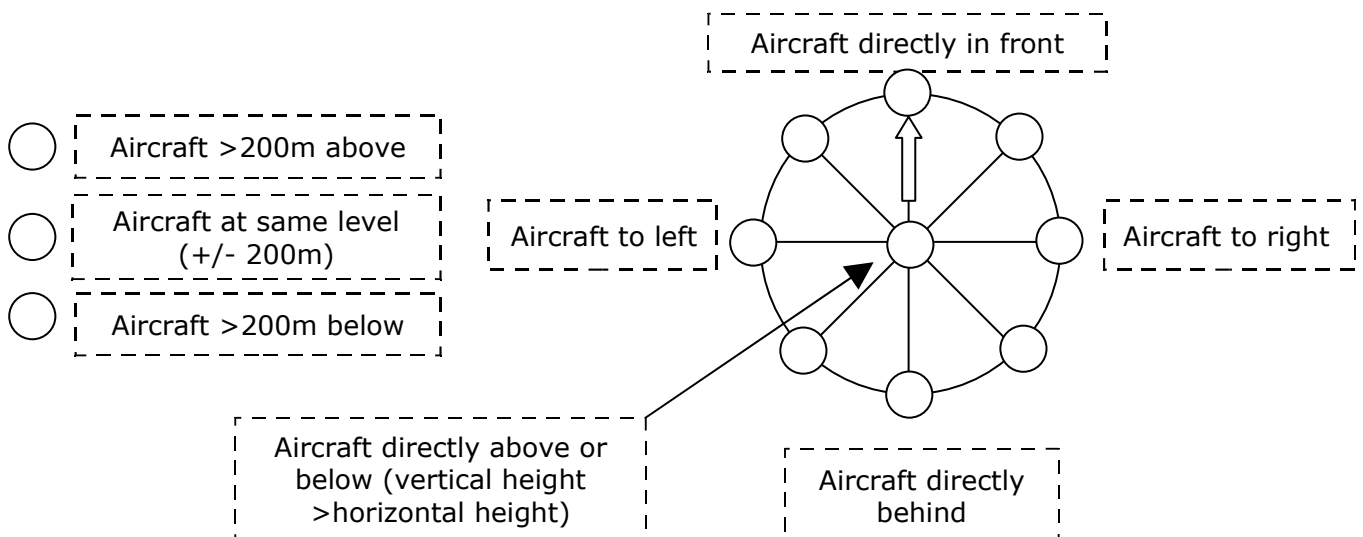 Aircraft directly in front
Aircraft >200m above
Aircraft at same level
(+/- 200m)
Aircraft >200m below
Aircraft to left
Aircraft to right
Aircraft directly above or
below (vertical height
>horizontal height)
Aircraft directly
behind